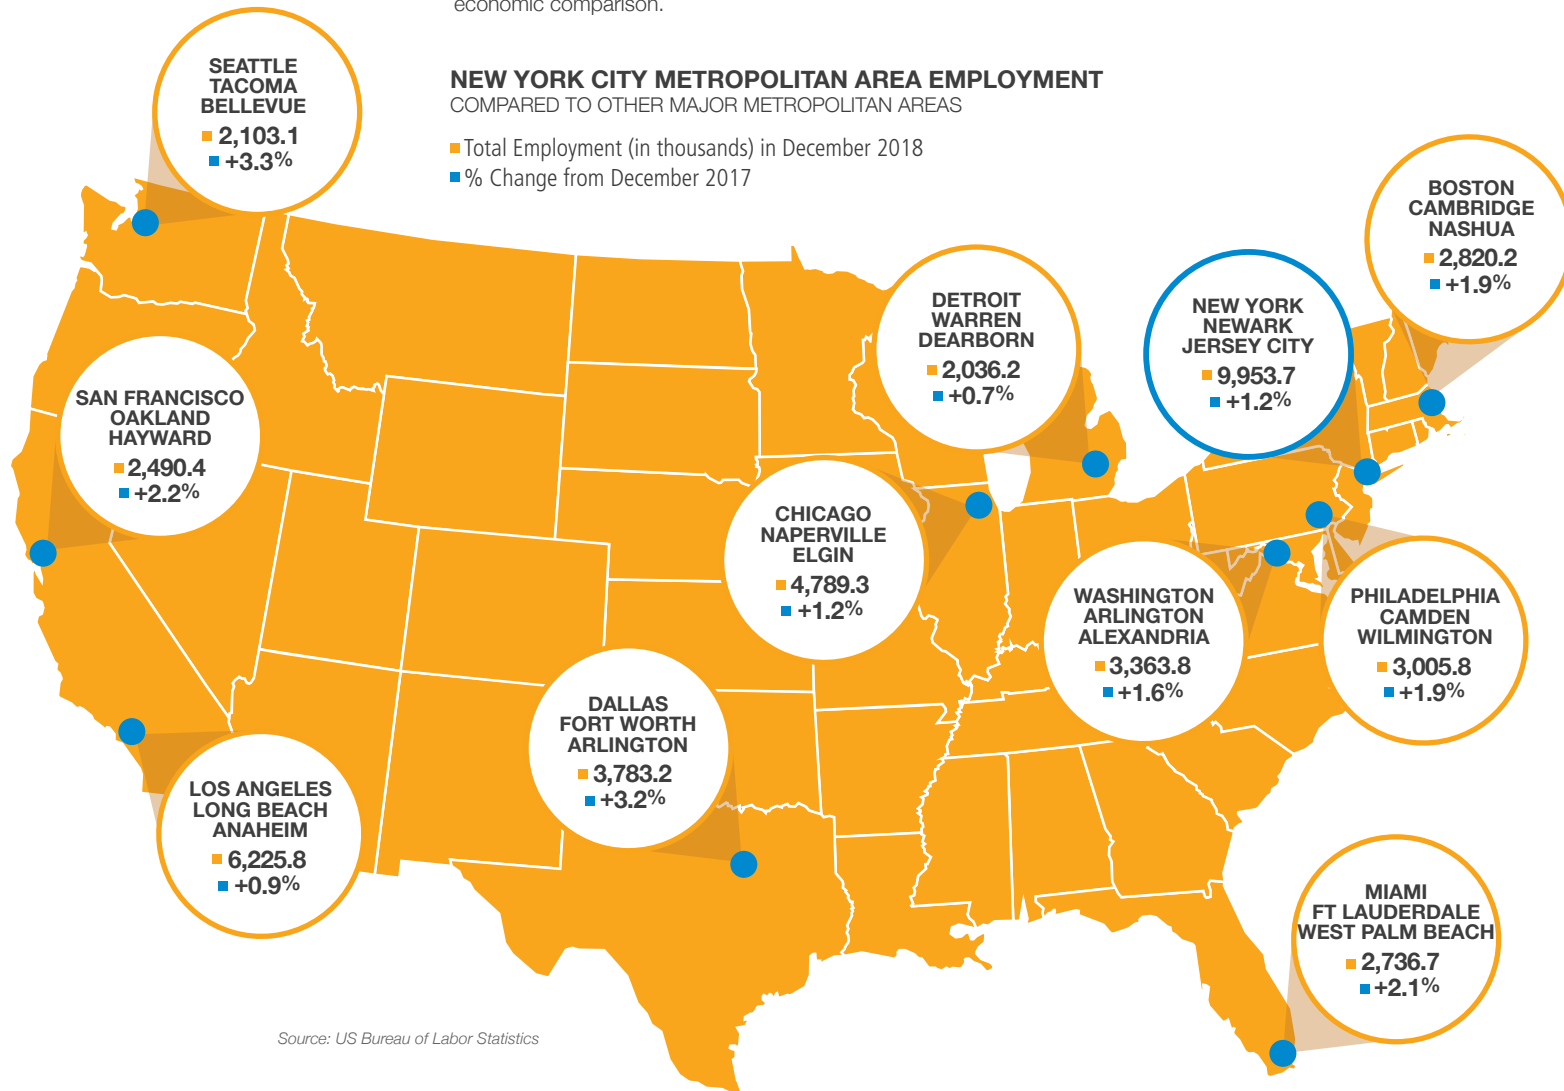 economic comparison.
NEW YORK CITY METROPOLITAN AREA EMPLOYMENT
COMPARED TO OTHER MAJOR METROPOLITAN AREAS
Total Employment (in thousands) in December 2018
% Change from December 2017
SEATTLE
TACOMA
BELLEVUE
2,103.1
+3.3%
BOSTON
CAMBRIDGE
NASHUA
2,820.2
+1.9%
DETROIT
WARREN
DEARBORN
2,036.2
+0.7%
NEW YORK
NEWARK
JERSEY CITY
9,953.7
+1.2%
SAN FRANCISCO
OAKLAND
HAYWARD
2,490.4
+2.2%
CHICAGO
NAPERVILLE
ELGIN
4,789.3
+1.2%
WASHINGTON
ARLINGTON
ALEXANDRIA
3,363.8
+1.6%
PHILADELPHIA
CAMDEN
WILMINGTON
3,005.8
+1.9%
DALLAS
FORT WORTH
ARLINGTON
3,783.2
+3.2%
LOS ANGELES
LONG BEACH
ANAHEIM
6,225.8
+0.9%
MIAMI
FT LAUDERDALE
WEST PALM BEACH
2,736.7
+2.1%
Source: US Bureau of Labor Statistics